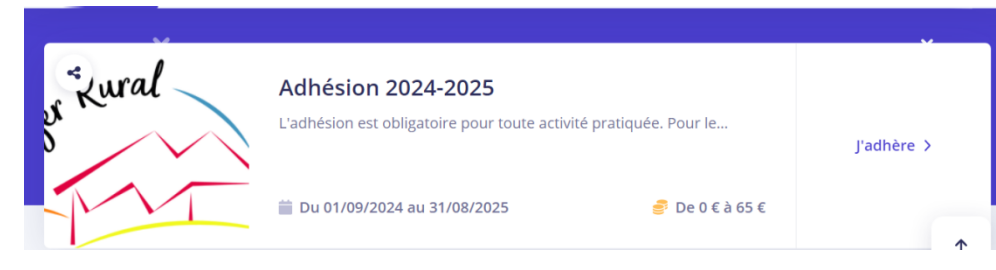 Rural
Adhésion 2024-2025
L'adhésion est obligatoire pour toute activité pratiquée. Pour le...
J'adhère
Du 01/09/2024 au 31/08/2025
De 0 € à 65 €